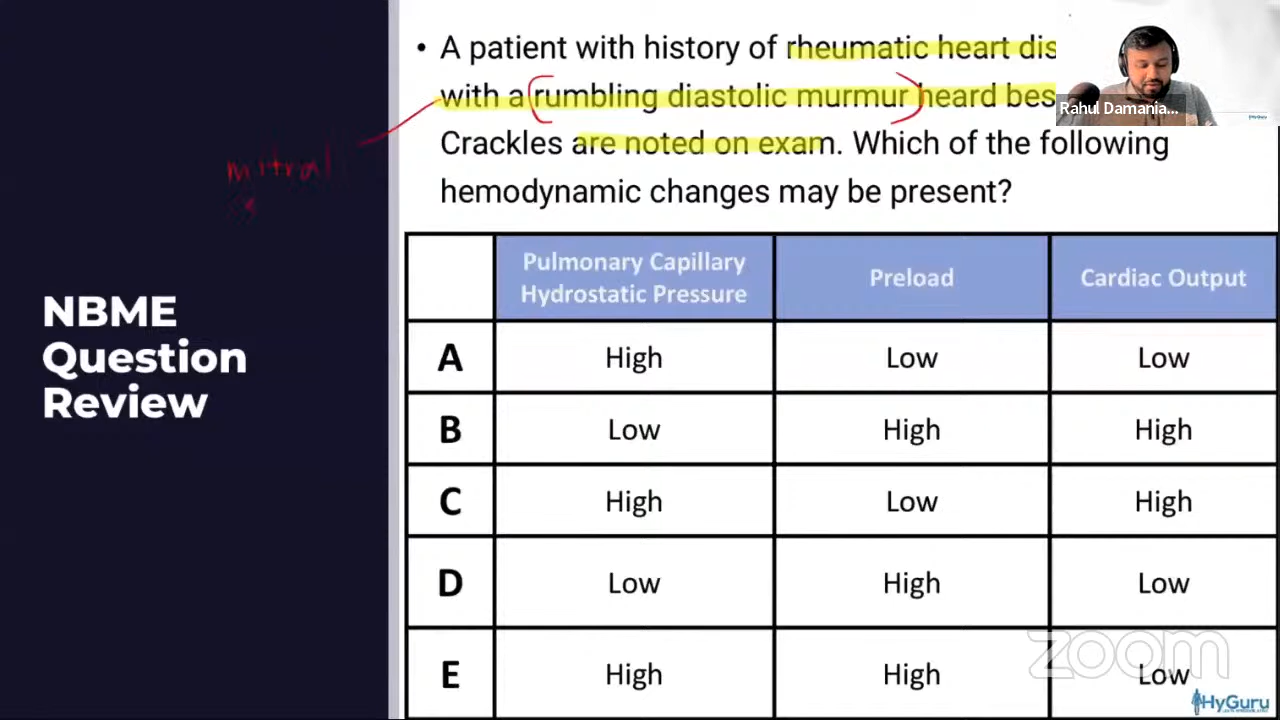 • A patient with history of rheumatic heart dis
with a rumbling diastolic murmur heard bes
Crackles are noted on exam. Which of the following
hemodynamic changes may be present?
Rahul Damania...
mitral
NBME
Question
Review
Pulmonary Capillary
Hydrostatic Pressure
Preload
Cardiac Output
A High Low Low
B Low High High
C High Low High
D Low High Low
E High High Low
zoom
HyGuru